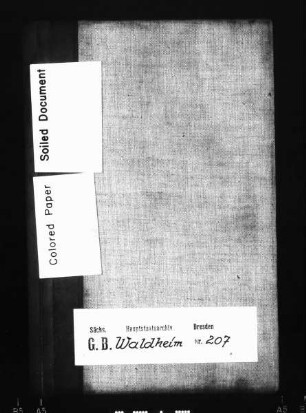 Soiled Document
Colored Paper
Sächs. Hauptstaatsarchiv Dresden
G. B. Waldheim Nr. 207